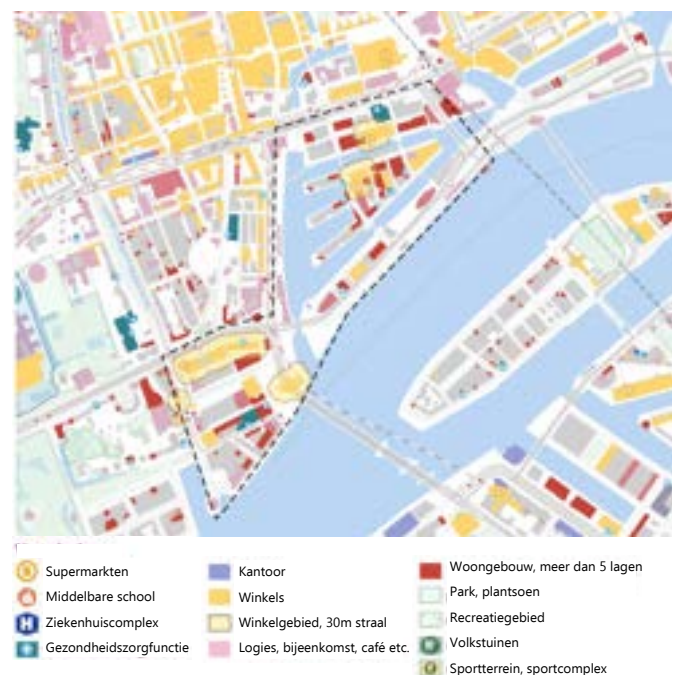 Supermarkten
Middelbare school
Ziekenhuiscomplex
Gezondheidszorgfunctie
Kantoor
Winkels
Winkelgebied, 30m straal
Logies, bijeenkomst, café etc.
Woongebouw, meer dan 5 lagen
Park, plantsoen
Recreatiegebied
Volkstuinen
Sportterrein, sportcomplex